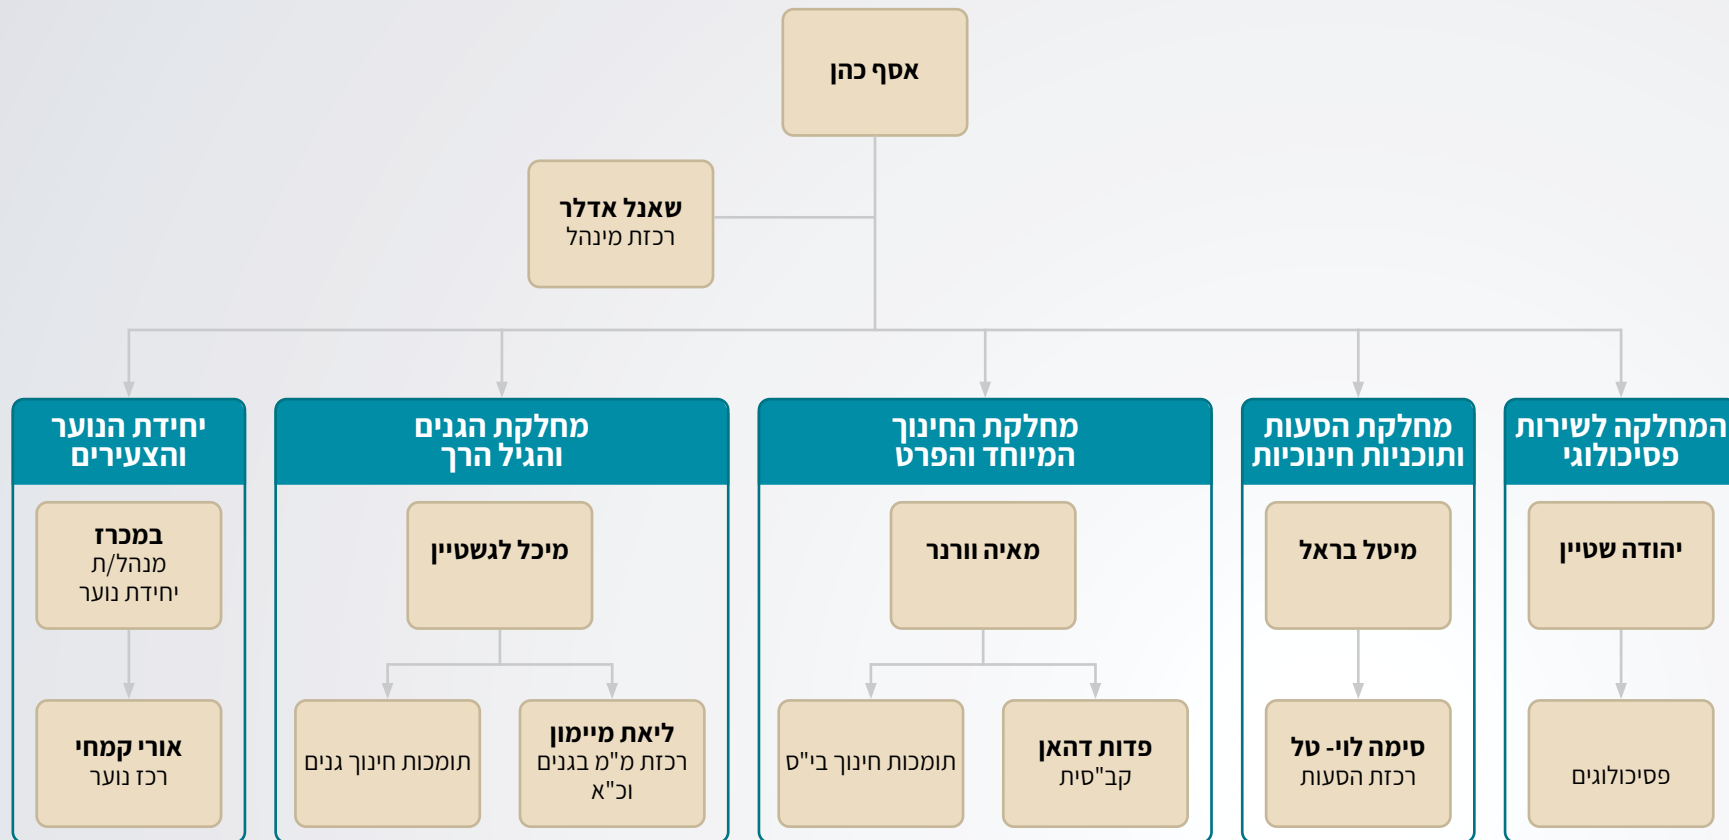 אסף כהן
שאנל אדלר
רכזת מינהל
המחלקה לשירות
פסיכולוגי
יהודה שטיין
פסיכולוגים
מחלקת הסעות
ותוכניות חינוכיות
מיטל בראל
סימה לוי- טל
רכזת הסעות
מחלקת החינוך
המיוחד והפרט
מאיה וורנר
פדות דהאן
קב"סית
תומכות חינוך בי"ס
מחלקת הגנים
והגיל הרך
מיכל לגשטיין
ליאת מיימון
רכזת מ"מ בגנים
וכ"א
תומכות חינוך גנים
יחידת הנוער
והצעירים
במכרז
מנהל/ת
יחידת נוער
אורי קמחי
רכז נוער